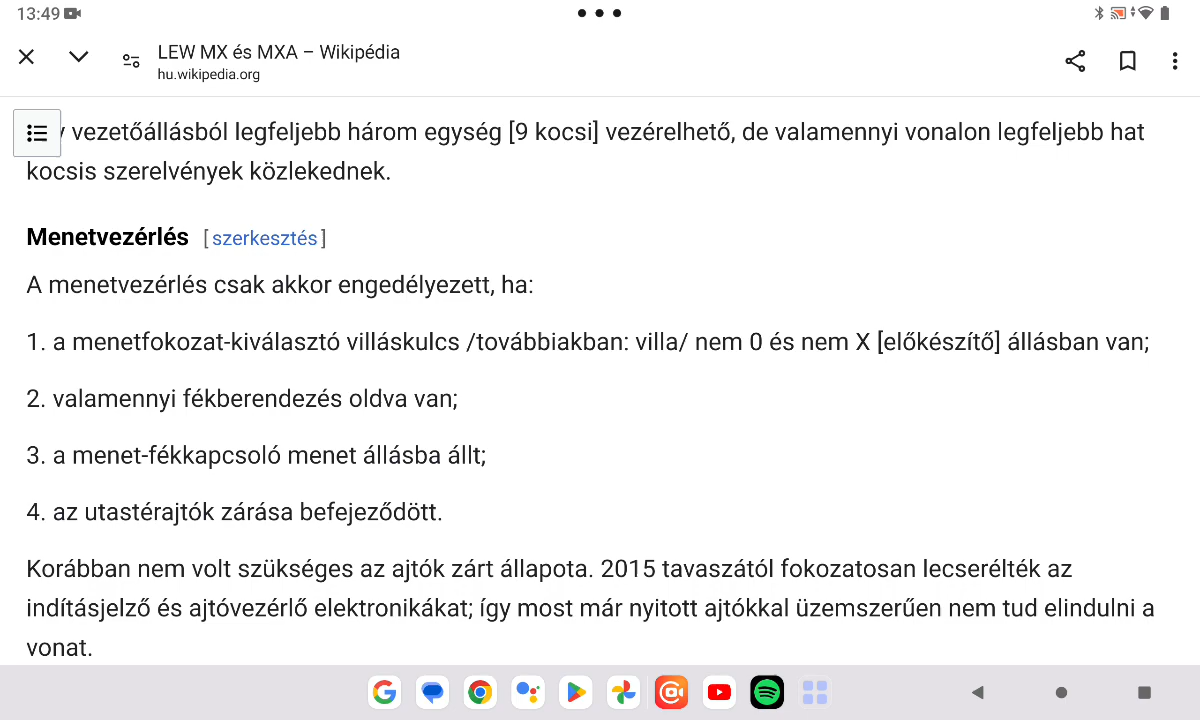 13:49
LEW MX és MXA – Wikipédia
hu.wikipedia.org
vezetőállásból legfeljebb három egység [9 kocsi] vezérelhető, de valamennyi vonalon legfeljebb hat
kocsis szerelvények közlekednek.
Menetvezérlés [szerkesztés]
A menetvezérlés csak akkor engedélyezett, ha:
1. a menetfokozat-kiválasztó villáskulcs /továbbiakban: villa/ nem 0 és nem X [előkészítő] állásban van;
2. valamennyi fékberendezés oldva van;
3. a menet-fékkapcsoló menet állásba állt;
4. az utastérajtók zárása befejeződött.
Korábban nem volt szükséges az ajtók zárt állapota. 2015 tavaszától fokozatosan lecserélték az
indításjelző és ajtóvezérlő elektronikákat; így most már nyitott ajtókkal üzemszerűen nem tud elindulni a
vonat.